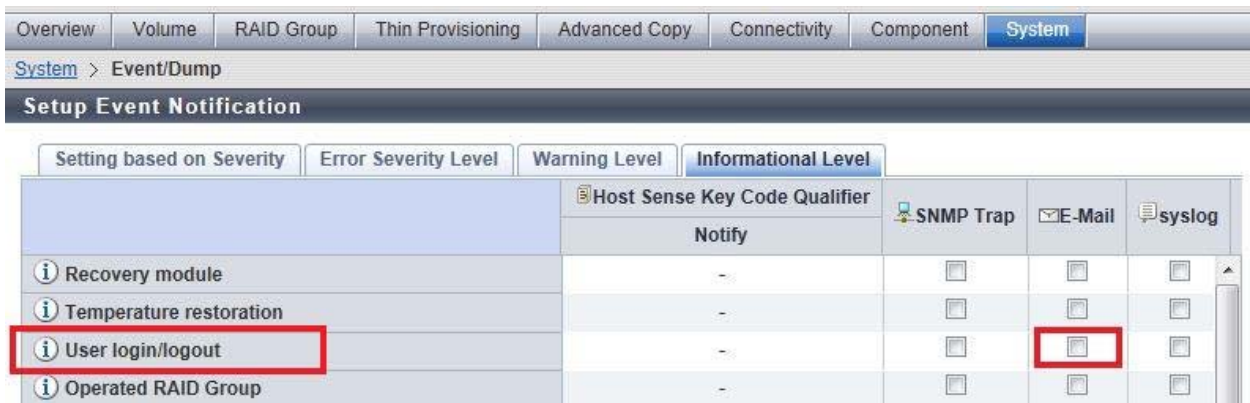 Overview Volume RAID Group Thin Provisioning Advanced Copy Connectivity Component System
System > Event/Dump
Setup Event Notification
Setting based on Severity Error Severity Level Warning Level Informational Level
Host Sense Key Code Qualifier SNMP Trap E-Mail syslog
Notify
Recovery module -
Temperature restoration -
User login/logout -
Operated RAID Group -